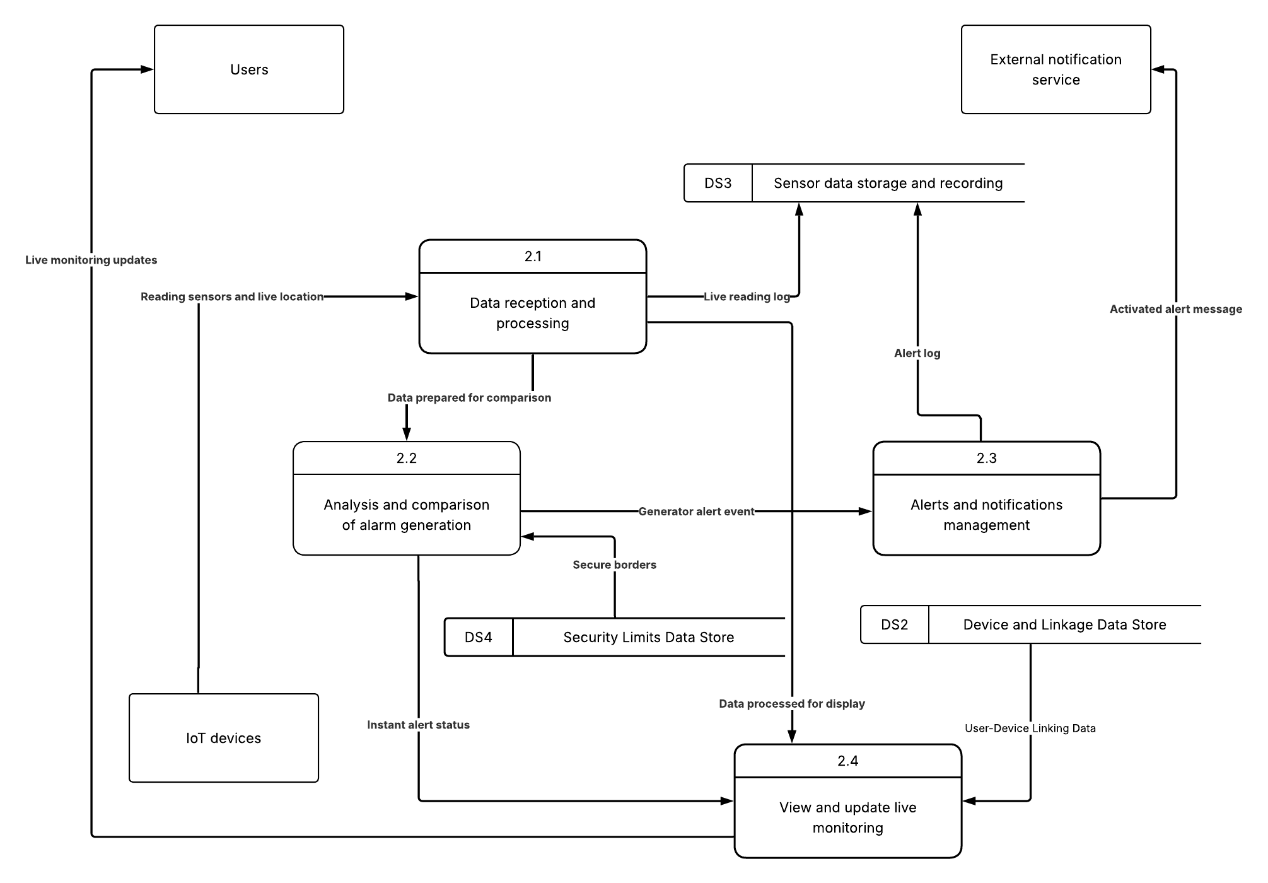 Users
External notification
service
DS3
Sensor data storage and recording
2.1
Live monitoring updates
Reading sensors and live location
Data reception and
processing
Live reading log
Activated alert message
Alert log
Data prepared for comparison
2.2
2.3
Analysis and comparison
of alarm generation
Generator alert event
Alerts and notifications
management
Secure borders
DS4
Security Limits Data Store
DS2
Device and Linkage Data Store
Data processed for display
Instant alert status
User-Device Linking Data
IoT devices
2.4
View and update live
monitoring